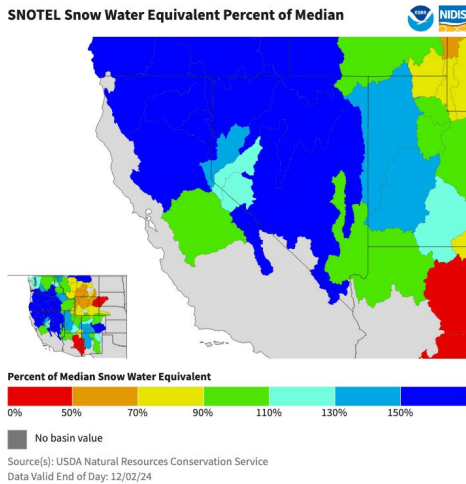 SNOTEL Snow Water Equivalent Percent of Median
NOAA
NIDIS
Percent of Median Snow Water Equivalent
0% 50% 70% 90% 110% 130% 150%
No basin value
Source(s): USDA Natural Resources Conservation Service
Data Valid End of Day: 12/02/24